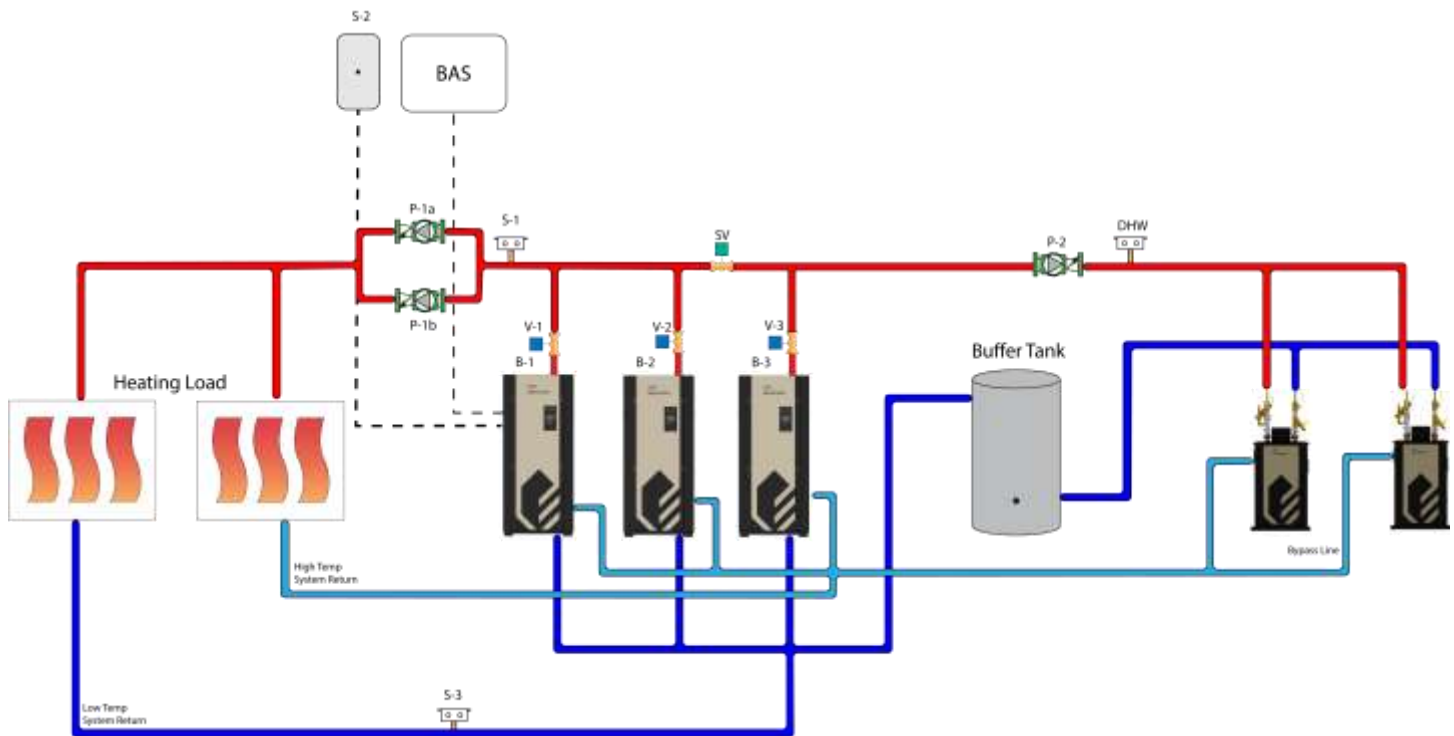 S-2
BAS
P-1a
S-1
SV
P-2
DHW
P-1b
V-1
V-2
V-3
B-1
B-2
B-3
Buffer Tank
Heating Load
Bypass Line
High Temp
System Return
Low Temp
System Return
S-3